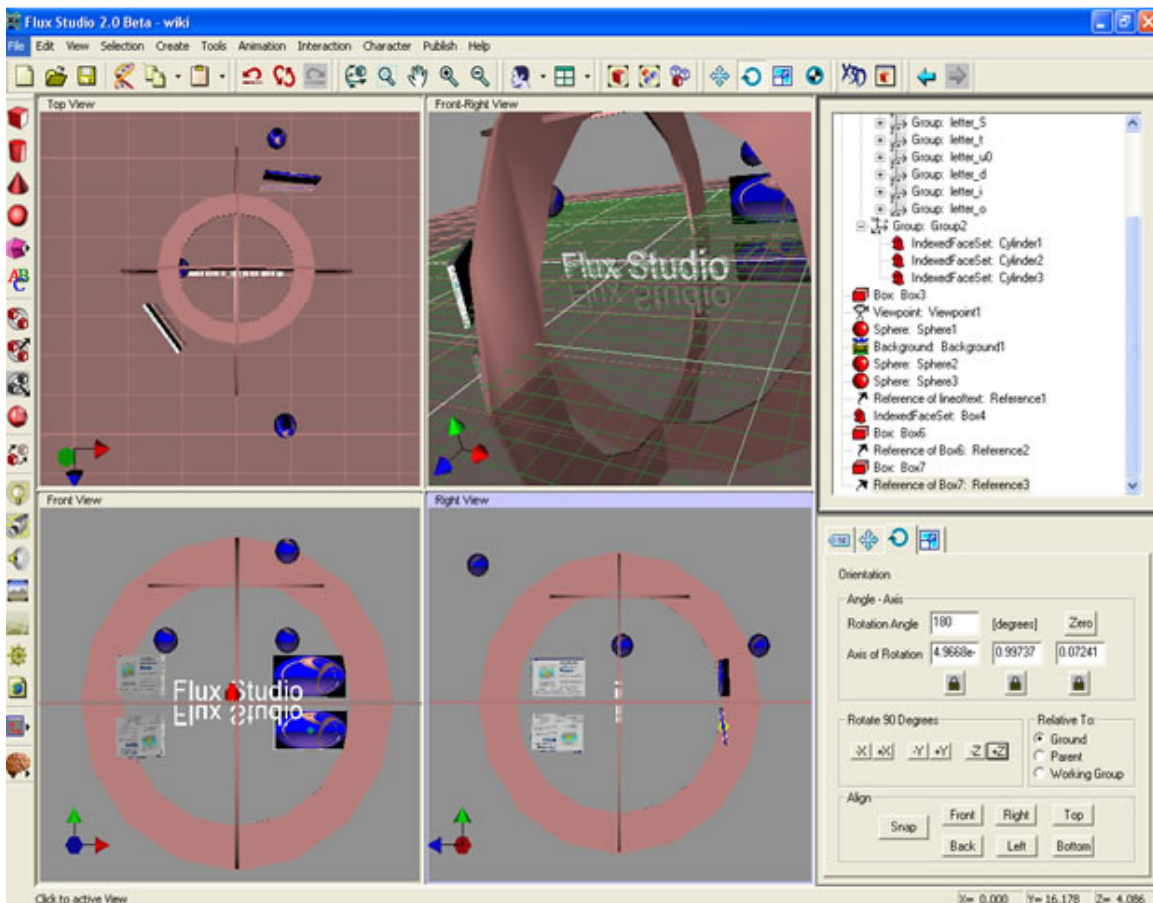 Flux Studio 2.0 Beta - wiki
File Edit View Selection Create Tools Animation Interaction Character Publish Help
Top View
Front-Right View
Flux Studio
Group: letter_S
Group: letter_t
Group: letter_u0
Group: letter_d
Group: letter_i
Group: letter_o
Group: Group2
IndexedFaceSet: Cylinder1
IndexedFaceSet: Cylinder2
IndexedFaceSet: Cylinder3
Box: Box3
Viewpoint: Viewpoint1
Sphere: Sphere1
Background: Background1
Sphere: Sphere2
Sphere: Sphere3
Reference of lineoftext: Reference1
IndexedFaceSet: Box4
Box: Box6
Reference of Box6: Reference2
Box: Box7
Reference of Box7: Reference3
Front View
Right View
Flux Studio
Orientation
Angle - Axis
Rotation Angle 180 [degrees] Zero
Axis of Rotation 4.9668e- 0.99737 0.07241
Rotate 90 Degrees
-X +X -Y +Y -Z +Z
Relative To:
Ground
Parent
Working Group
Align
Snap Front Right Top
Back Left Bottom
Click to active View
X= 0.000 Y= 16.178 Z= 4.086